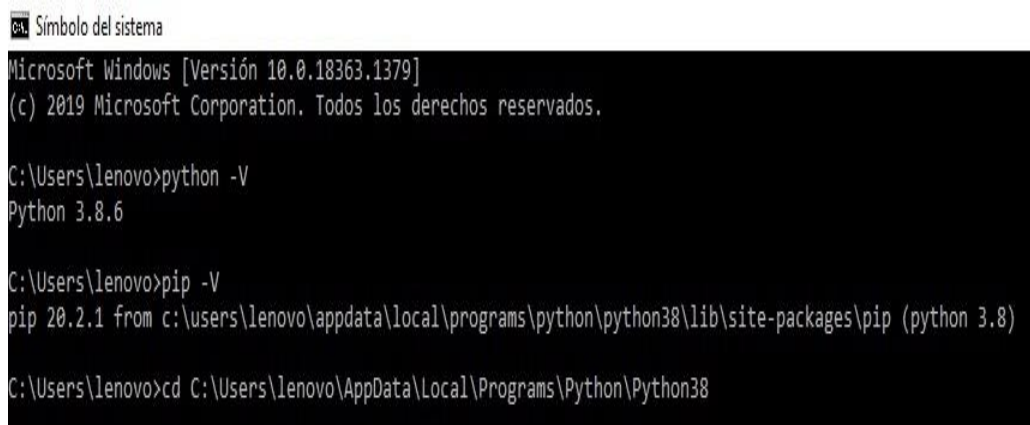 Símbolo del sistema
Microsoft Windows [Versión 10.0.18363.1379]
(c) 2019 Microsoft Corporation. Todos los derechos reservados.
C:\Users\lenovo>python -V
Python 3.8.6
C:\Users\lenovo>pip -V
pip 20.2.1 from c:\users\lenovo\appdata\local\programs\python\python38\lib\site-packages\pip (python 3.8)
C:\Users\lenovo>cd C:\Users\lenovo\AppData\Local\Programs\Python\Python38